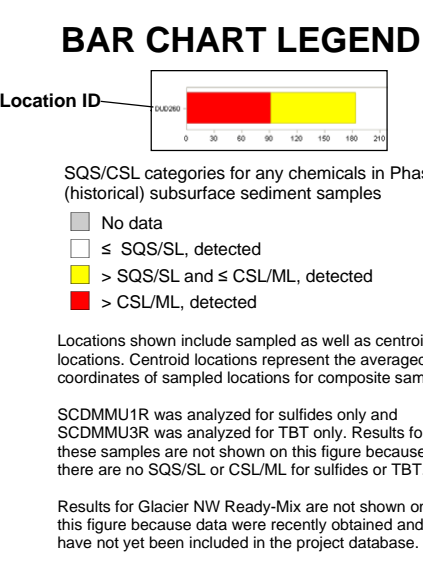 BAR CHART LEGEND
Location ID
DUD260
0 30 60 90 120 150 180 210
SQS/CSL categories for any chemicals in Phas
(historical) subsurface sediment samples
No data
≤ SQS/SL, detected
> SQS/SL and ≤ CSL/ML, detected
> CSL/ML, detected
Locations shown include sampled as well as centroi
locations. Centroid locations represent the averaged
coordinates of sampled locations for composite sam
SCDMMU1R was analyzed for sulfides only and
SCDMMU3R was analyzed for TBT only. Results fo
these samples are not shown on this figure because
there are no SQS/SL or CSL/ML for sulfides or TBT
Results for Glacier NW Ready-Mix are not shown on
this figure because data were recently obtained and
have not yet been included in the project database.